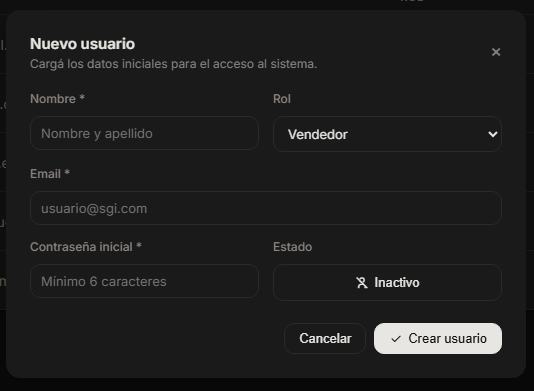 Nuevo usuario
Cargá los datos iniciales para el acceso al sistema.
Nombre *
Rol
Nombre y apellido
Vendedor
Email *
usuario@sgi.com
Contraseña inicial *
Estado
Mínimo 6 caracteres
Inactivo
Cancelar
Crear usuario